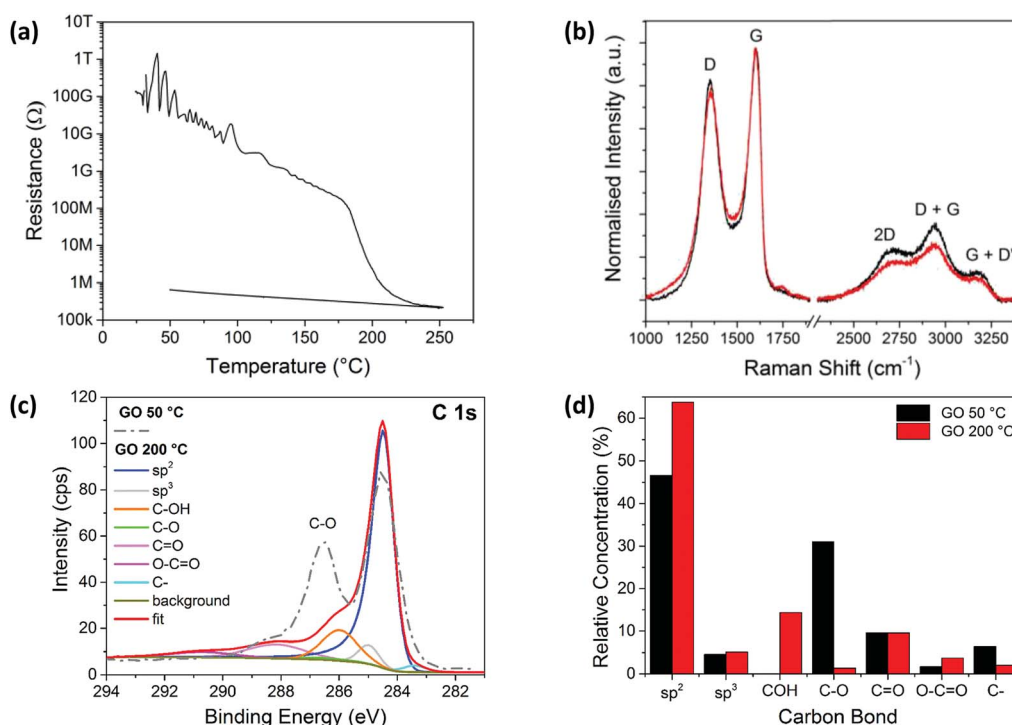 (a)
10T
1T
100G
10G
1G
100M
10M
1M
100k
Resistance (Ω)
0 50 100 150 200 250
Temperature (°C)
(b)
D
G
2D
D + G
G + D'
Normalised Intensity (a.u.)
1000 1250 1500 1750 2500 2750 3000 3250
Raman Shift (cm-1)
(c)
C 1s
GO 50 °C
GO 200 °C
sp2
sp3
C-OH
C-O
C=O
O-C=O
C-
background
fit
C-O
120
100
80
60
40
20
0
Intensity (cps)
294 292 290 288 286 284 282
Binding Energy (eV)
(d)
GO 50 °C
GO 200 °C
60
50
45
30
15
10
5
0
Relative Concentration (%)
sp2 sp3 COH C-O C=O O-C=O C-
Carbon Bond